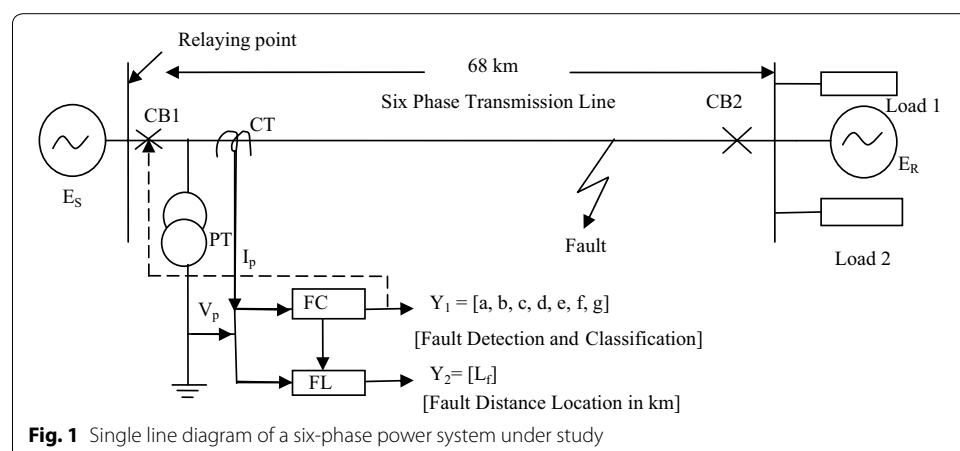 Relaying point
68 km
CB1
CT
Six Phase Transmission Line
CB2
Load 1
E_S
E_R
PT
Fault
Load 2
I_p
V_p
FC
Y_1 = [a, b, c, d, e, f, g]
[Fault Detection and Classification]
FL
Y_2= [L_f]
[Fault Distance Location in km]
Fig. 1 Single line diagram of a six-phase power system under study